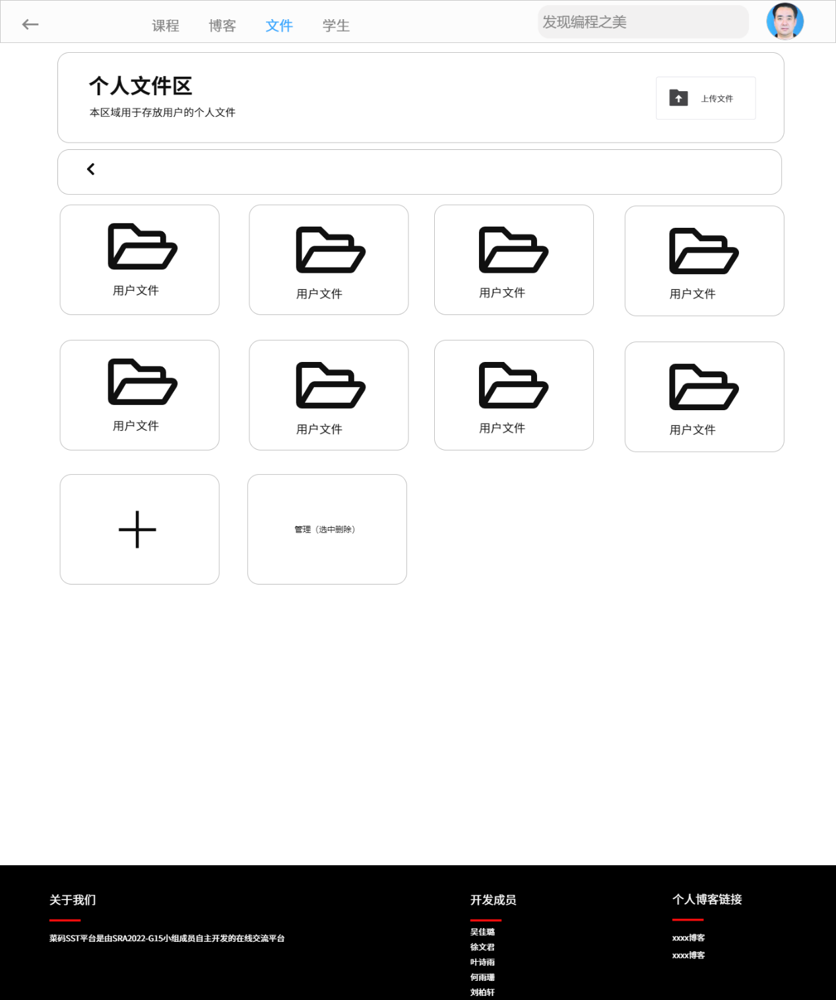 课程 博客 文件 学生 发现编程之美
个人文件区
本区域用于存放用户的个人文件
上传文件
用户文件 用户文件 用户文件 用户文件
用户文件 用户文件 用户文件 用户文件
管理（选中删除）
关于我们
菜码SST平台是由SRA2022-G15小组成员自主开发的在线交流平台
开发成员
吴佳璐
徐文君
叶诗雨
何雨珊
刘柏轩
个人博客链接
xxxx博客
xxxx博客